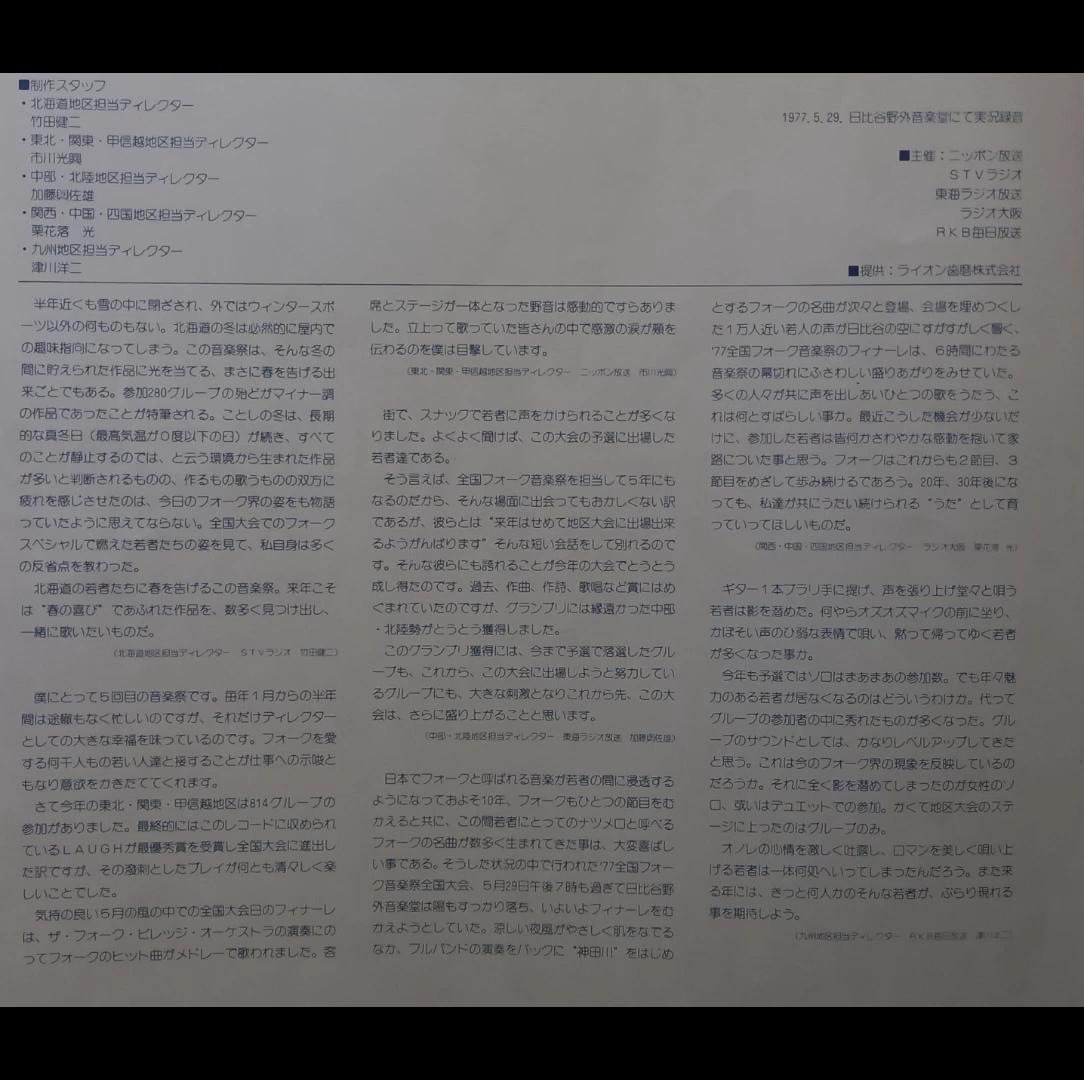 ■制作スタッフ
・北海道地区担当ディレクター
竹田健二
・東北・関東・甲信越地区担当ディレクター
市川光興
・中部・北陸地区担当ディレクター
加藤與佐雄
・関西・中国・四国地区担当ディレクター
栗花落 光
・九州地区担当ディレクター
津川洋二
1977.5.29. 日比谷野外音楽堂にて実況録音
■主催：ニッポン放送
STVラジオ
東海ラジオ放送
ラジオ大阪
RKB毎日放送
■提供：ライオン歯磨株式会社
半年近くも雪の中に閉ざされ、外ではウィンタースポ
ーツ以外の何ものもない。北海道の冬は必然的に屋内で
の趣味指向になってしまう。この音楽祭は、そんな冬の
間に貯えられた作品に光を当てる、まさに春を告げる出
来ごとでもある。参加280グループの殆どがマイナー調
の作品であったことが特筆される。ことしの冬は、長期
的な真冬日（最高気温が０度以下の日）が続き、すべて
のことが静止するのでは、と云う環境から生まれた作品
が多いと判断されるものの、作るもの歌うものの双方に
疲れを感じさせたのは、今日のフォーク界の姿をも物語
っていたように思えてならない。全国大会でのフォーク
スペシャルで燃えた若者たちの姿を見て、私自身は多く
の反省点を教わった。
北海道の若者たちに春を告げるこの音楽祭。来年こそ
は“春の喜び”であふれた作品を、数多く見つけ出し、
一緒に歌いたいものだ。
（北海道地区担当ディレクター STVラジオ 竹田健二）
僕にとって５回目の音楽祭です。毎年１月からの半年
間は途轍もなく忙しいのですが、それだけディレクター
としての大きな幸福を味っているのです。フォークを愛
する何千人もの若い人達と接することが仕事への示唆と
もなり意欲をかきたててくれます。
さて今年の東北・関東・甲信越地区は814グループの
参加がありました。最終的にはこのレコードに収められ
ているLAUGHが最優秀賞を受賞し全国大会に進出し
た訳ですが、その溌剌としたプレイが何とも清々しく楽
しいことでした。
気持の良い５月の風の中での全国大会日のフィナーレ
は、ザ・フォーク・ビレッジ・オーケストラの演奏にの
ってフォークのヒット曲がメドレーで歌われました。客
席とステージが一体となった野音は感動的ですらありま
した。立上って歌っていた皆さんの中で感激の涙が頬を
伝わるのを僕は目撃しています。
（東北・関東・甲信越地区担当ディレクター ニッポン放送 市川光興）
街で、スナックで若者に声をかけられることが多くな
りました。よくよく聞けば、この大会の予選に出場した
若者達である。
そう言えば、全国フォーク音楽祭を担当して５年にも
なるのだから、そんな場面に出会ってもおかしくない訳
であるが、彼らとは“来年はせめて地区大会に出場出来
るようがんばります”そんな短い会話をして別れるので
す。そんな彼らにも誇れることが今年の大会でとうとう
成し得たのです。過去、作曲、作詩、歌唱など賞にはめ
ぐまれていたのですが、グランプリには縁遠かった中部
・北陸勢がとうとう獲得しました。
このグランプリ獲得には、今まで予選で落選したグル
ープも、これから、この大会に出場しようと努力してい
るグループにも、大きな刺激となりこれから先、この大
会は、さらに盛り上がることと思います。
（中部・北陸地区担当ディレクター 東海ラジオ放送 加藤與佐雄）
日本でフォークと呼ばれる音楽が若者の間に浸透する
ようになっておよそ10年、フォークもひとつの節目をむ
かえると共に、この間若者にとってのナツメロと呼べる
フォークの名曲が数多く生まれてきた事は、大変喜ばし
い事である。そうした状況の中で行われた'77全国フォー
ク音楽祭全国大会、５月29日午後７時も過ぎて日比谷野
外音楽堂は陽もすっかり落ち、いよいよフィナーレをむ
かえようとしていた。涼しい夜風がやさしく肌をなでる
なか、フルバンドの演奏をバックに“神田川”をはじめ
とするフォークの名曲が次々と登場、会場を埋めつくし
た１万人近い若人の声が日比谷の空にすがすがしく響く、
'77全国フォーク音楽祭のフィナーレは、６時間にわたる
音楽祭の幕切れにふさわしい盛りあがりをみせていた。
多くの人々が共に声を出しあいひとつの歌をうたう、こ
れは何とすばらしい事か。最近こうした機会が少ないだ
けに、参加した若者は皆何かさわやかな感動を抱いて家
路についた事と思う。フォークはこれからも２節目、３
節目をめざして歩み続けるであろう。20年、30年後にな
っても、私達が共にうたい続けられる“うた”として育
っていってほしいものだ。
（関西・中国・四国地区担当ディレクター ラジオ大阪 栗花落 光）
ギター１本ブラリ手に提げ、声を張り上げ堂々と唄う
若者は影を潜めた。何やらオズオズマイクの前に坐り、
かぼそい声のひ弱な表情で唄い、黙って帰ってゆく若者
が多くなった事か。
今年も予選ではソロはまあまあの参加数。でも年々魅
力のある若者が居なくなるのはどういうわけか。代って
グループの参加者の中に秀れたものが多くなった。グル
ープのサウンドとしては、かなりレベルアップしてきた
と思う。これは今のフォーク界の現象を反映しているの
だろうか。それに全く影を潜めてしまったのが女性のソ
ロ、或いはデュエットでの参加。かくて地区大会のステ
ージに上ったのはグループのみ。
オノレの心情を激しく吐露し、ロマンを美しく唄い上
げる若者は一体何処へいってしまったんだろう。また来
る年には、きっと何人かのそんな若者が、ぶらり現れる
事を期待しよう。
（九州地区担当ディレクター RKB毎日放送 津川洋二）